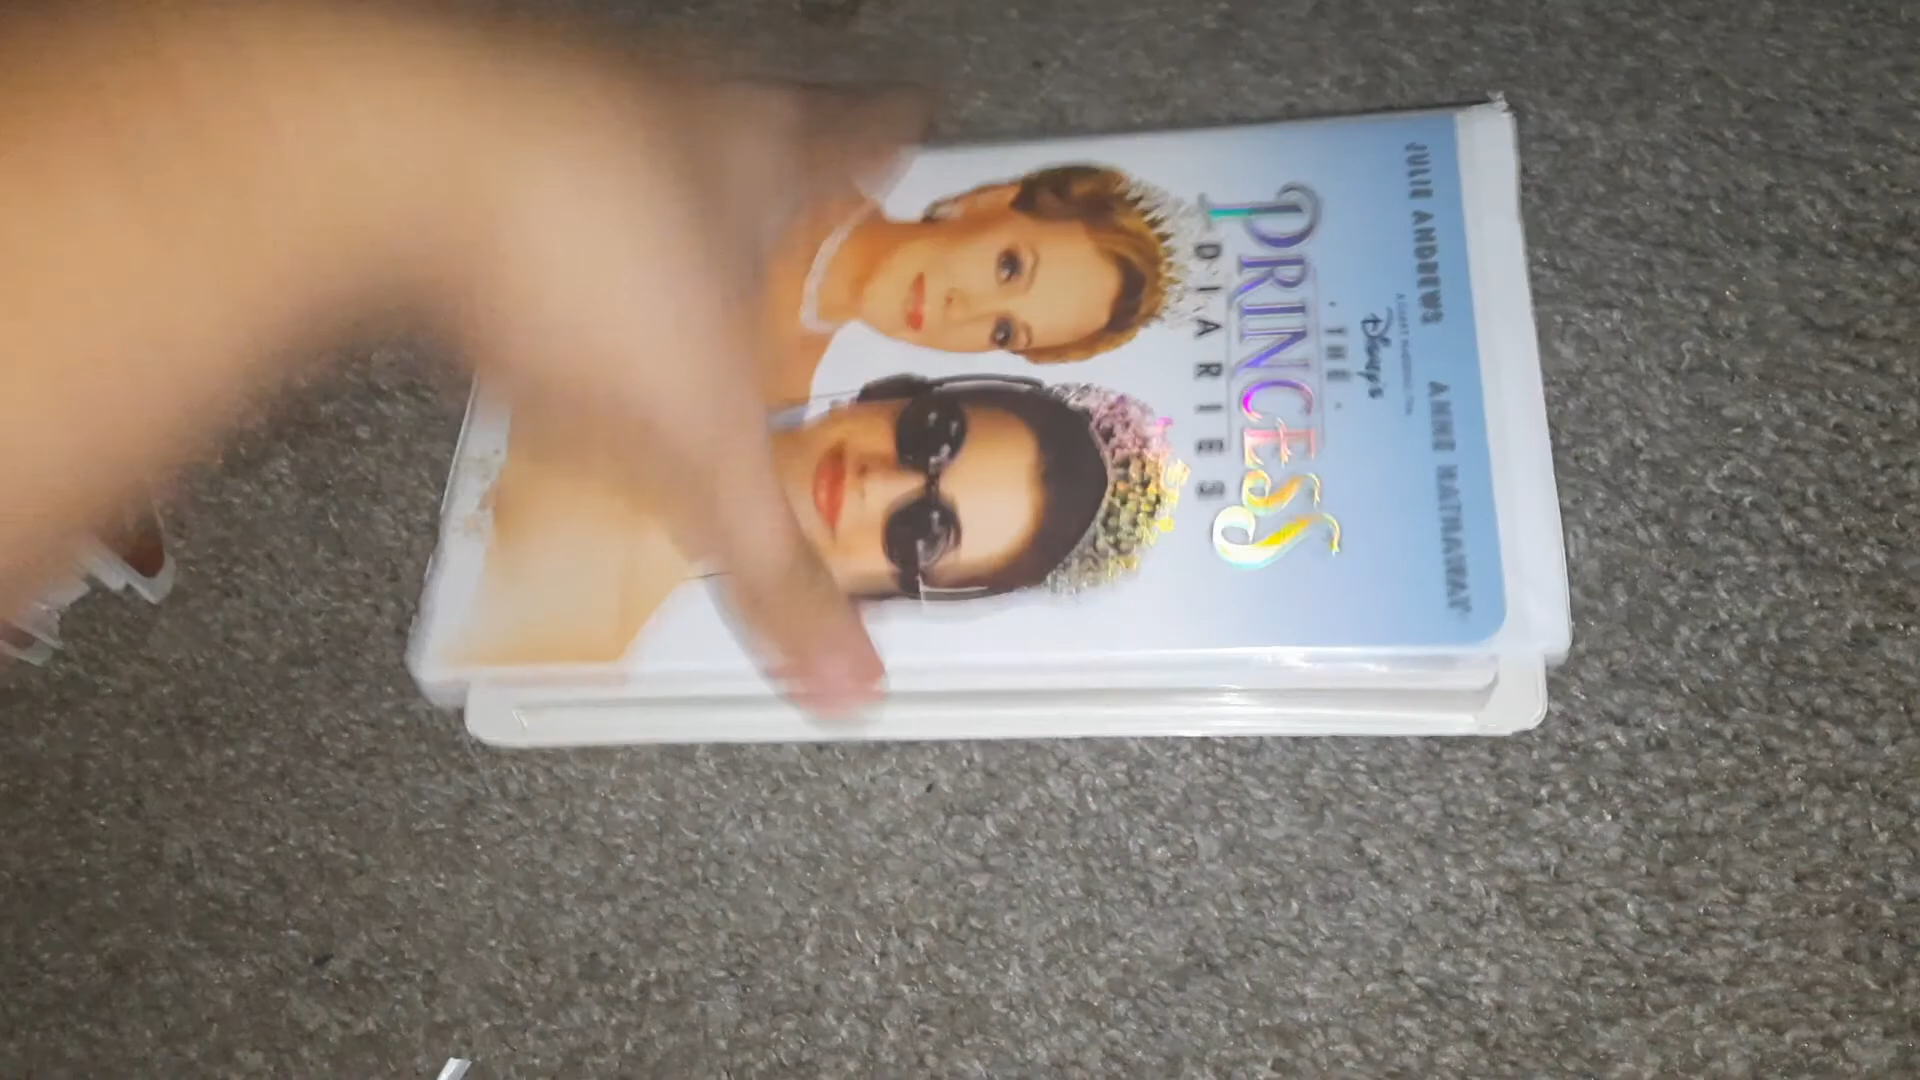 JULIE ANDREWS ANNE HATHAWAY
Disney's
· THE ·
PRINCESS
DIARIES